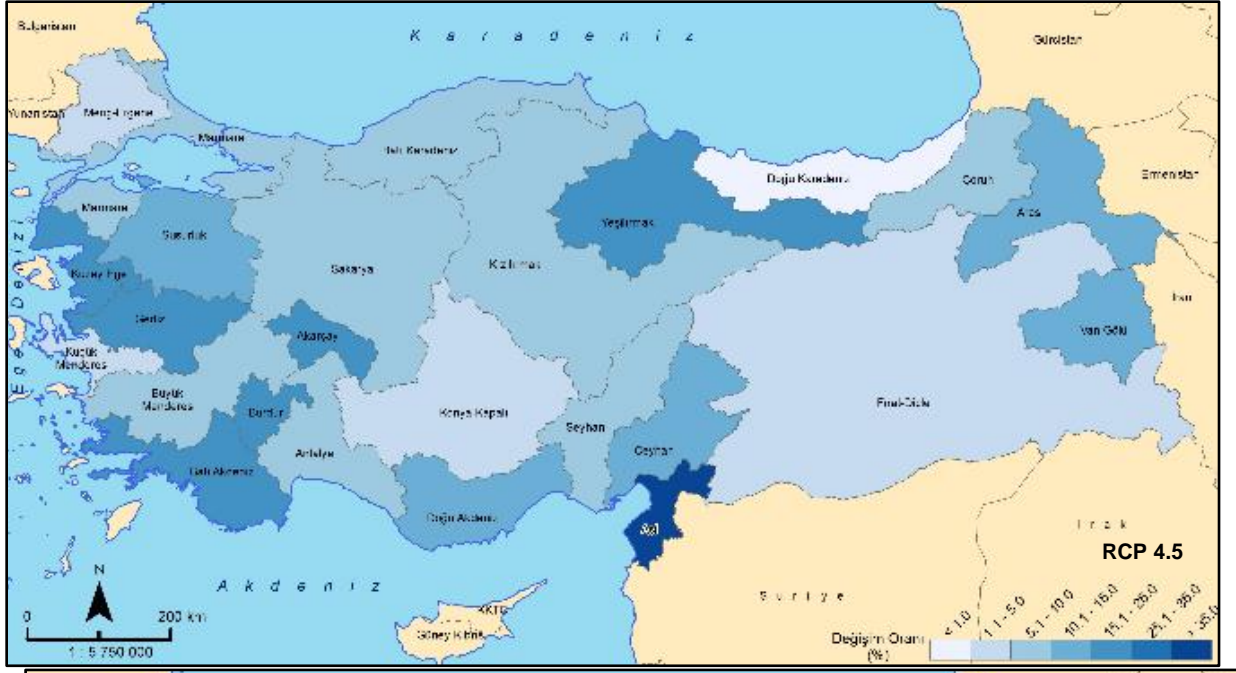 Bulgaristan
K a r a d e n i z
Gürcistan
Yunanistan
Meriç-Ergene
Marmara
Batı Karadeniz
Doğu Karadeniz
Çoruh
Ermenistan
Marmara
Susurluk
Yeşilırmak
Aras
Ege Denizi
Kuzey Ege
Sakarya
Kızılırmak
İran
Gediz
Akarçay
Van Gölü
Küçük
Menderes
Büyük
Menderes
Burdur
Konya Kapalı
Fırat-Dicle
Antalya
Seyhan
Ceyhan
Batı Akdeniz
Doğu Akdeniz
Asi
I r a k
RCP 4.5
N
A k d e n i z
S u r i y e
KKTC
Güney Kıbrıs
0 200 km
1 : 5 750 000
Değişim Oranı
(%)
< 1.0
1.1 - 5.0
5.1 - 10.0
10.1 - 15.0
15.1 - 25.0
25.1 - 35.0
> 35.0